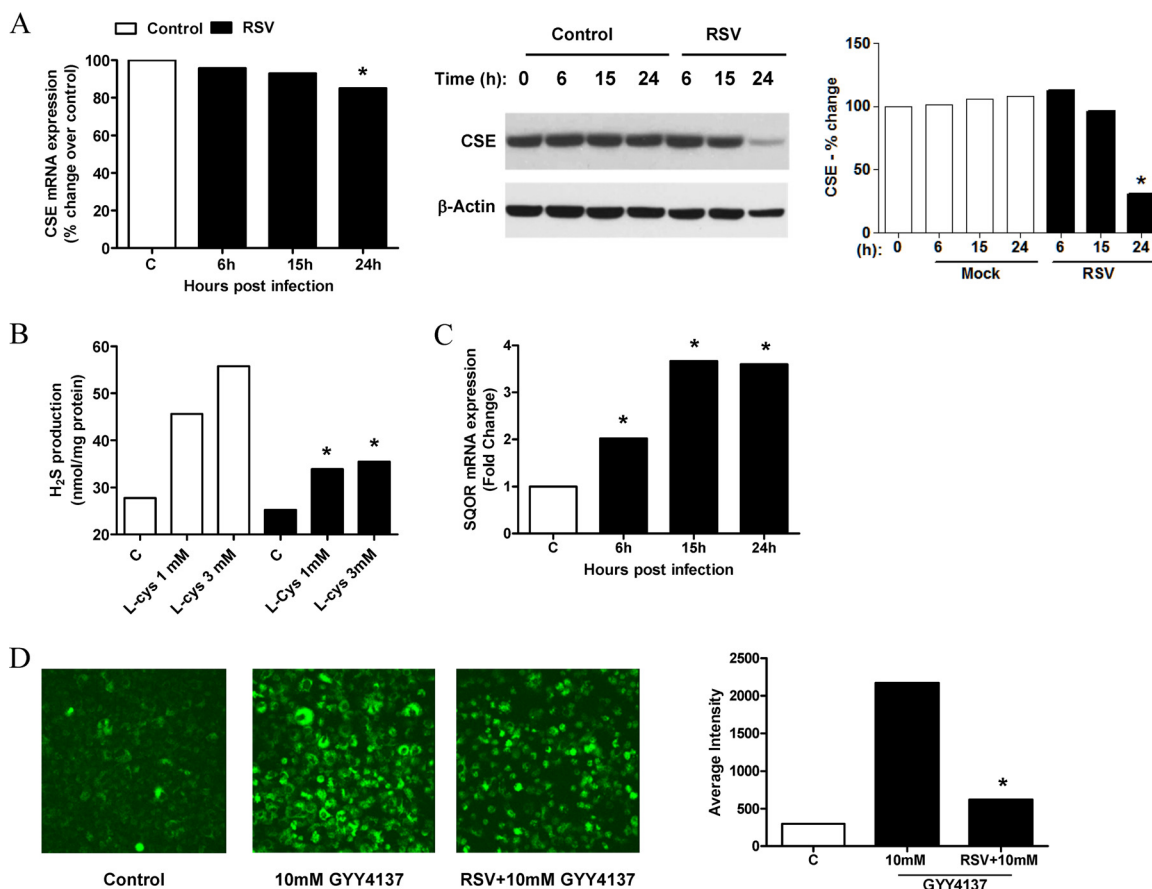 A
Control RSV
CSE mRNA expression
(% change over control)
100
80
60
40
20
0
*
C 6h 15h 24h
Hours post infection
Control RSV
Time (h): 0 6 15 24 6 15 24
CSE
β-Actin
CSE - % change
150
100
50
0
*
(h): 0 6 15 24 6 15 24
Mock RSV
B
H₂S production
(nmol/mg protein)
60
50
40
30
20
* *
C L-cys 1 mM L-cys 3 mM C L-Cys 1mM L-cys 3mM
C
SQOR mRNA expression
(Fold Change)
4
3
2
1
0
* * *
C 6h 15h 24h
Hours post infection
D
Control 10mM GYY4137 RSV+10mM GYY4137
Average Intensity
2500
2000
1500
1000
500
0
*
C 10mM RSV+10mM
GYY4137